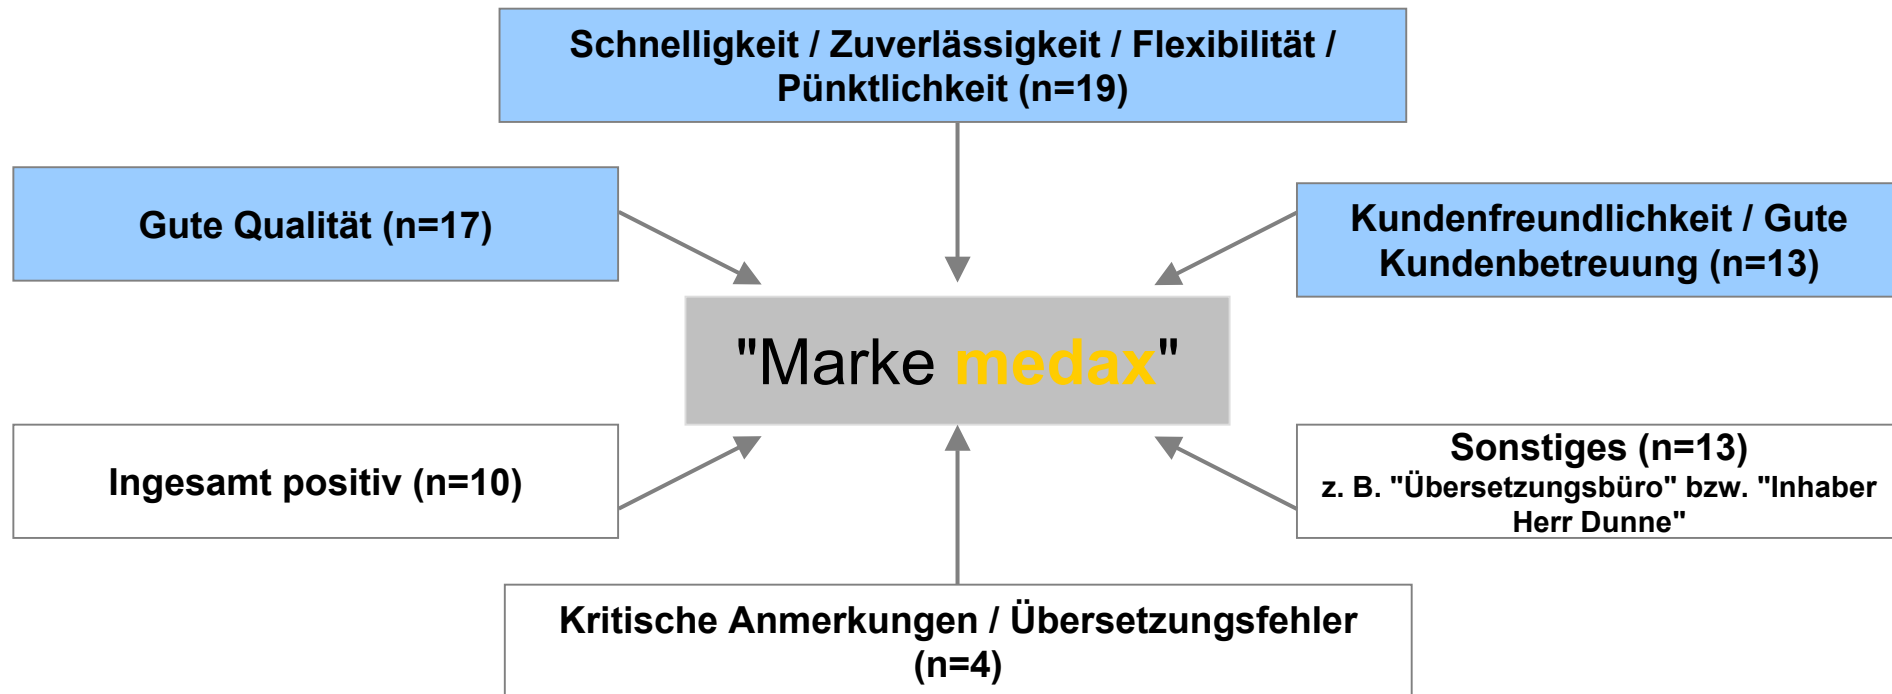 Schnelligkeit / Zuverlässigkeit / Flexibilität /
Pünktlichkeit (n=19)
Gute Qualität (n=17)
Kundenfreundlichkeit / Gute
Kundenbetreuung (n=13)
"Marke medax"
Ingesamt positiv (n=10)
Sonstiges (n=13)
z. B. "Übersetzungsbüro" bzw. "Inhaber
Herr Dunne"
Kritische Anmerkungen / Übersetzungsfehler
(n=4)